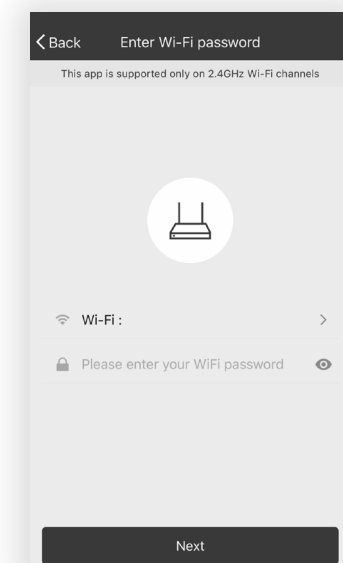 Back Enter Wi-Fi password
This app is supported only on 2.4GHz Wi-Fi channels
Wi-Fi :
Please enter your WiFi password
Next